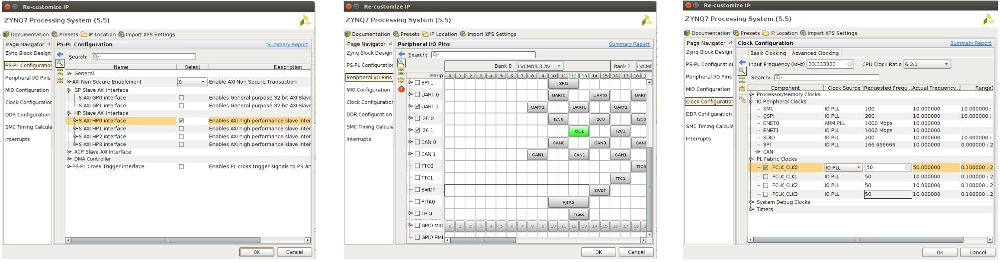 Re-customize IP
ZYNQ7 Processing System (5.5)
Documentation Presets IP Location Import XPS Settings
Page Navigator «
Zynq Block Design
PS-PL Configuration
Peripheral I/O Pins
MIO Configuration
Clock Configuration
DDR Configuration
SMC Timing Calcula
Interrupts
PS-PL Configuration Summary Report
Search:
Name Select Description
General
AXI Non Secure Enablement 0 Enable AXI Non Secure Transaction
GP Slave AXI Interface
S AXI GP0 interface Enables General purpose 32-bit AXI Slave
S AXI GP1 interface Enables General purpose 32-bit AXI Slave
HP Slave AXI Interface
S AXI HP0 interface Enables AXI high performance slave inter
S AXI HP1 interface Enables AXI high performance slave inter
S AXI HP2 interface Enables AXI high performance slave inter
S AXI HP3 interface Enables AXI high performance slave inter
ACP Slave AXI Interface
DMA Controller
PS-PL Cross Trigger interface Enables PL cross trigger signals to PS an
OK Cancel
Re-customize IP
ZYNQ7 Processing System (5.5)
Documentation Presets IP Location Import XPS Settings
Page Navigator «
Zynq Block Design
PS-PL Configuration
Peripheral I/O Pins
MIO Configuration
Clock Configuration
DDR Configuration
SMC Timing Calcula
Interrupts
Peripheral I/O Pins Summary Report
Search:
Bank 0 LVCMOS 3.3V Bank 1 LVCMC
Perip 0 1 2 3 4 5 6 7 8 9 10 11 12 13 14 15 16 17 18 1
SPI 1 SPI1
UART 0 UART0 UART0 UART0
UART 1 UART1 UART1 UART1
I2C 0 I2C0 I2C0 I2C0
I2C 1 I2C1 I2C1
CAN 0 CAN0 CAN0 CAN0
CAN 1 CAN1 CAN1 CAN1
TTC0 TTC0
TTC1 TTC1
SWDT SWDT
PJTAG PJTAG
TPIU Trace
GPIO MIC 0 1 2 3 4 5 6 7 8 9 10 11 12 13 14 15 16 17 18 1
GPIO EMI
OK Cancel
Re-customize IP
ZYNQ7 Processing System (5.5)
Documentation Presets IP Location Import XPS Settings
Page Navigator «
Zynq Block Design
PS-PL Configuration
Peripheral I/O Pins
MIO Configuration
Clock Configuration
DDR Configuration
SMC Timing Calcula
Interrupts
Clock Configuration Summary Report
Basic Clocking Advanced Clocking
Input Frequency (MHz) 33.333333 CPU Clock Ratio 6:2:1
Search:
Component Clock Source Requested Frequ... Actual Frequency... Range(
Processor/Memory Clocks
IO Peripheral Clocks
SMC IO PLL 100 10.000000 10.000000 :
QSPI IO PLL 200 10.000000 10.000000 :
ENET0 ARM PLL 1000 Mbps 10.000000
ENET1 IO PLL 1000 Mbps 10.000000
SDIO IO PLL 100 10.000000 10.000000 :
SPI IO PLL 166.666666 10.000000 0.000000 : 2
CAN
PL Fabric Clocks
FCLK_CLK0 IO PLL 50 50.000000 0.100000 : 2
FCLK_CLK1 IO PLL 50 10.000000 0.100000 : 2
FCLK_CLK2 IO PLL 50 10.000000 0.100000 : 2
FCLK_CLK3 IO PLL 50 10.000000 0.100000 : 2
System Debug Clocks
Timers
OK Cancel